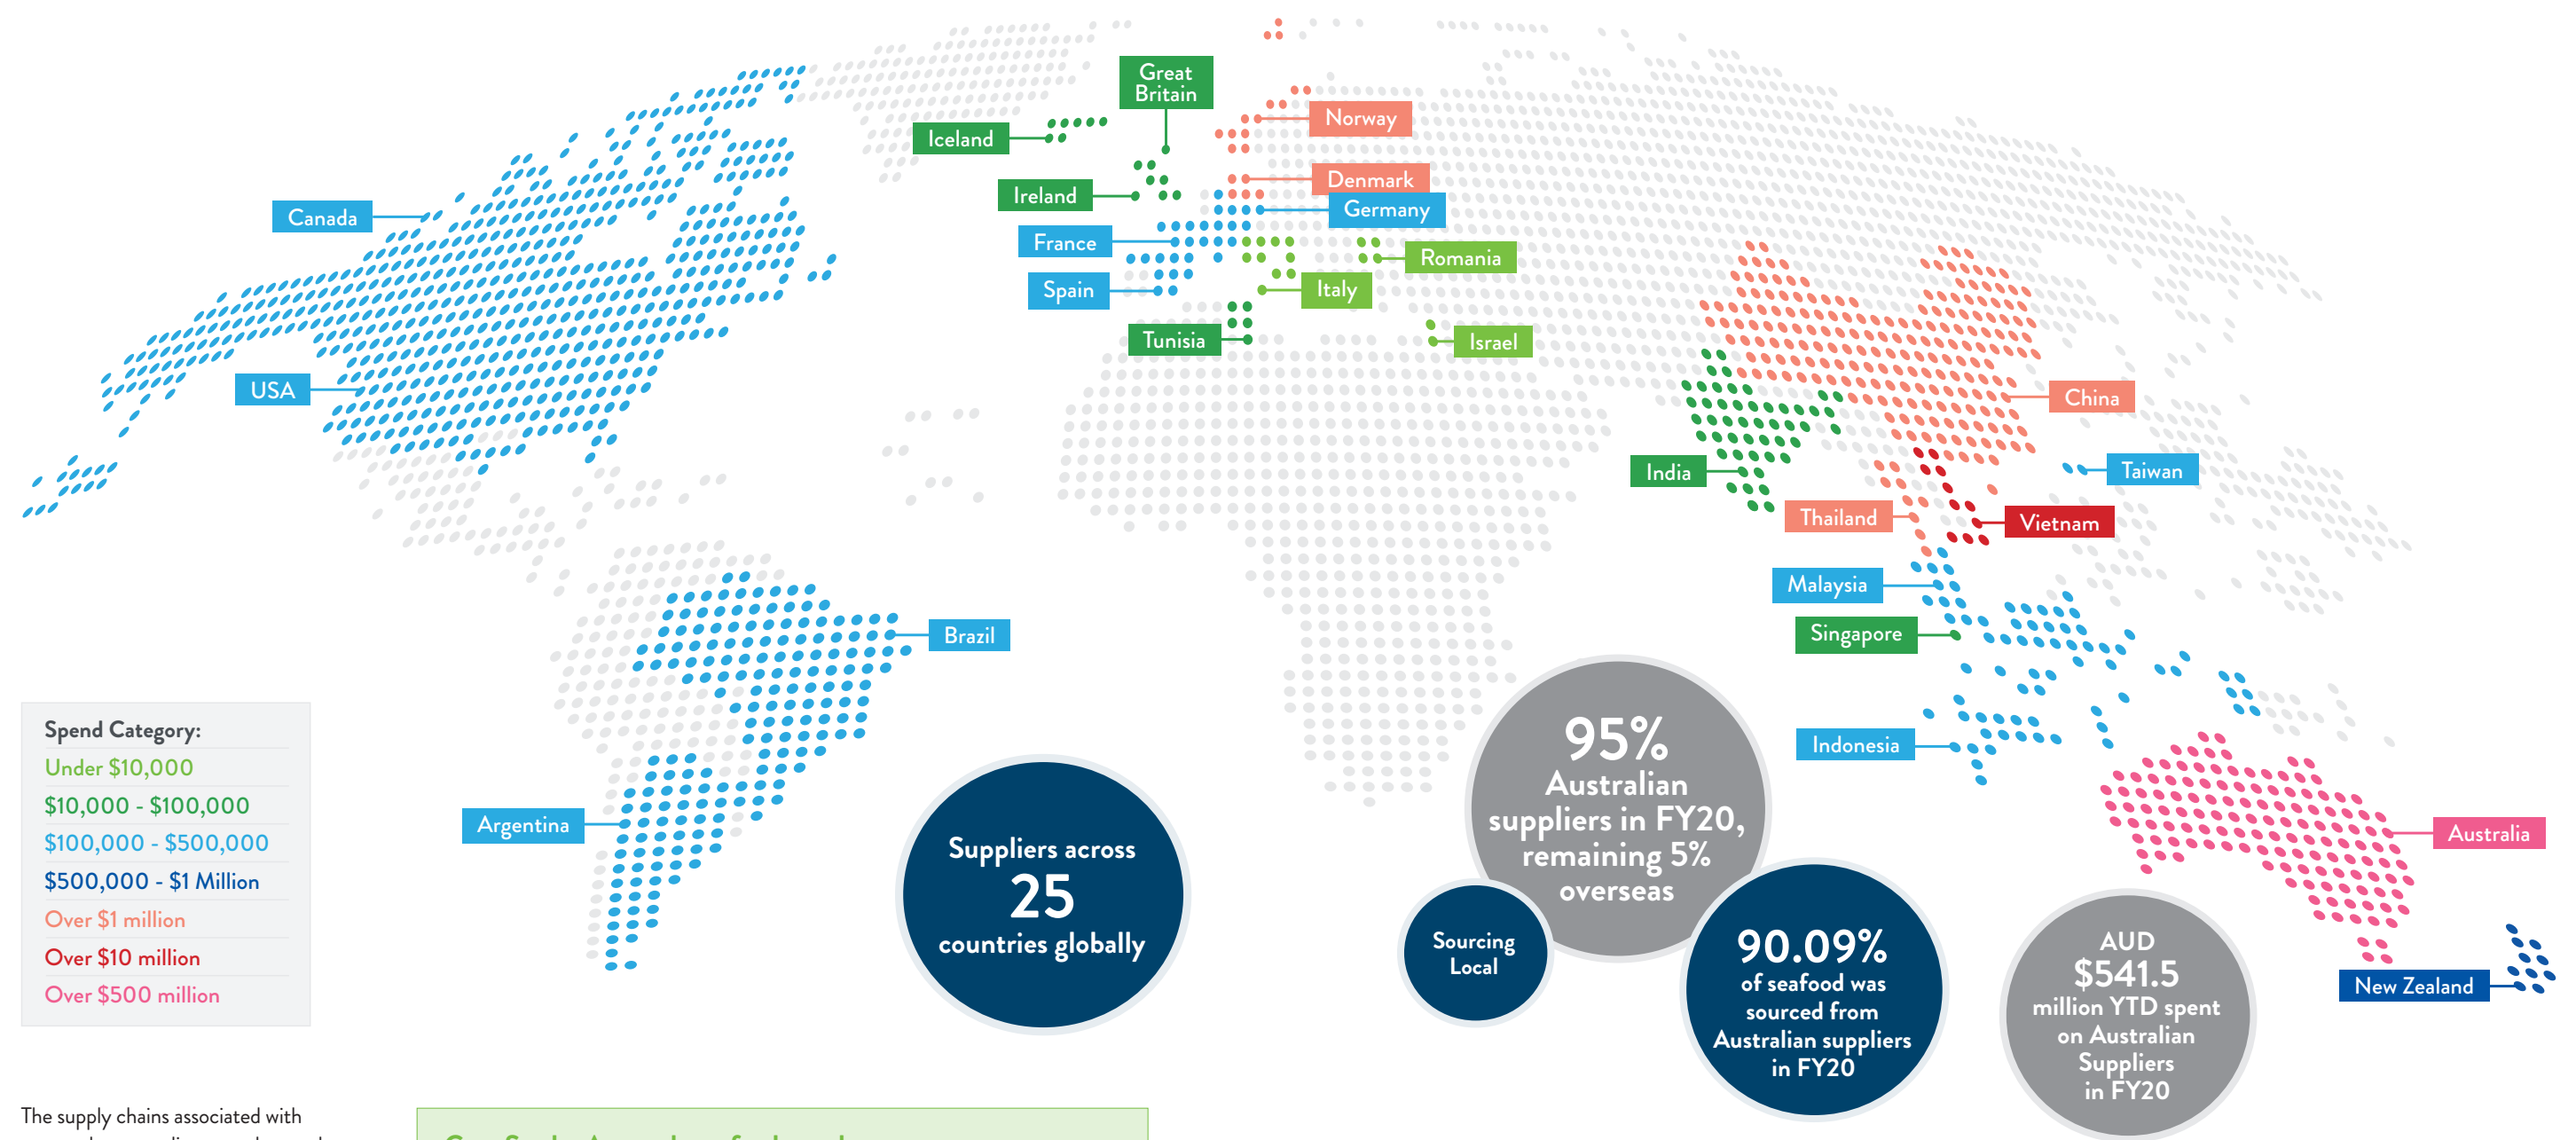 Great
Britain
Iceland
Norway
Denmark
Ireland
Canada
Germany
France
Romania
Spain
Italy
Tunisia
Israel
USA
China
India
Taiwan
Thailand
Vietnam
Malaysia
Singapore
Brazil
Indonesia
Argentina
Australia
New Zealand
Spend Category:
Under $10,000
$10,000 - $100,000
$100,000 - $500,000
$500,000 - $1 Million
Over $1 million
Over $10 million
Over $500 million
Suppliers across
25
countries globally
95%
Australian
suppliers in FY20,
remaining 5%
overseas
Sourcing
Local
90.09%
of seafood was
sourced from
Australian suppliers
in FY20
AUD
$541.5
million YTD spent
on Australian
Suppliers
in FY20
The supply chains associated with